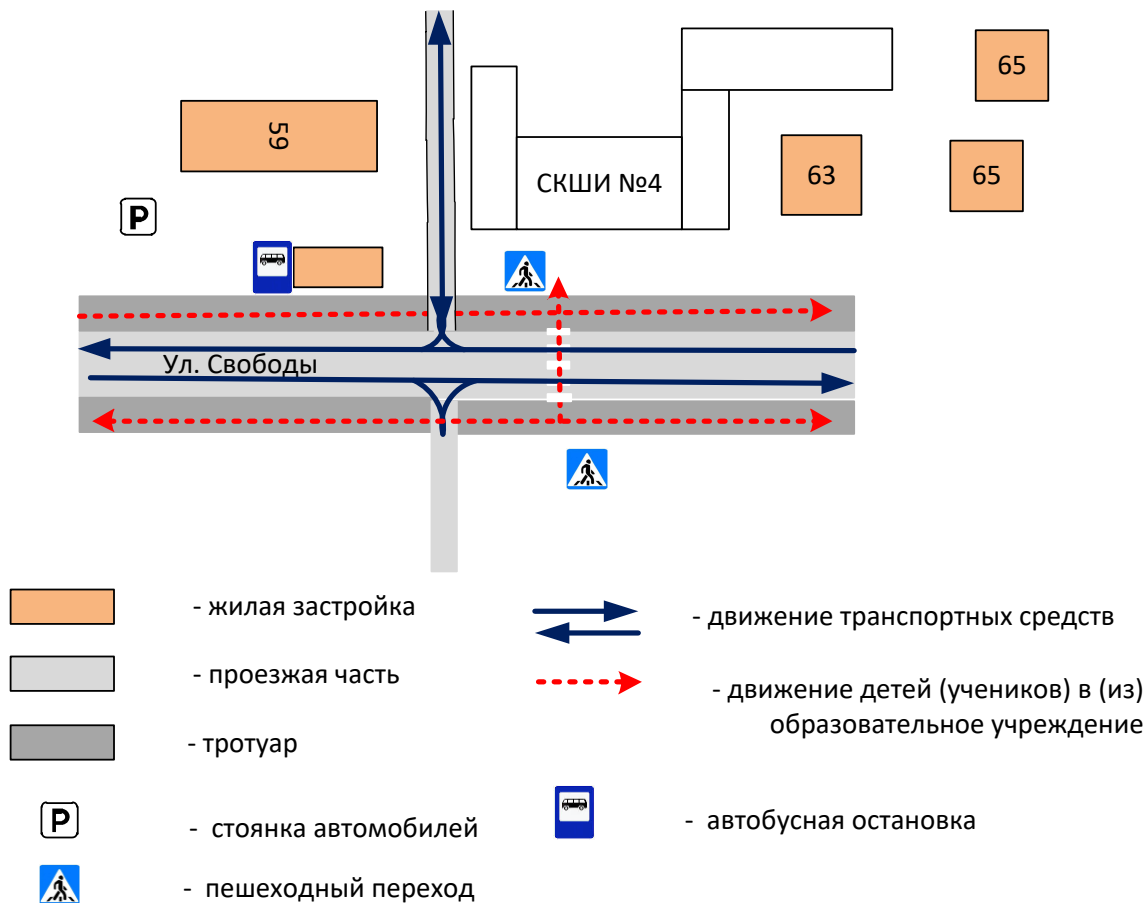 65
59
СКШИ №4
63
65
P
Ул. Свободы
- жилая застройка
- движение транспортных средств
- проезжая часть
- движение детей (учеников) в (из)
образовательное учреждение
- тротуар
P
- стоянка автомобилей
- автобусная остановка
- пешеходный переход